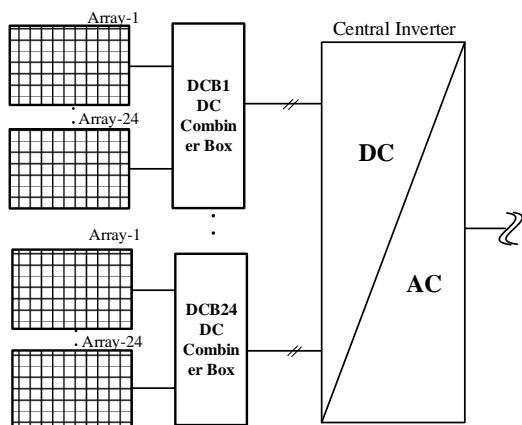 Array-1
Central Inverter
DCB1
DC
Combin
er Box
Array-24
DC
Array-1
AC
DCB24
DC
Combin
er Box
Array-24